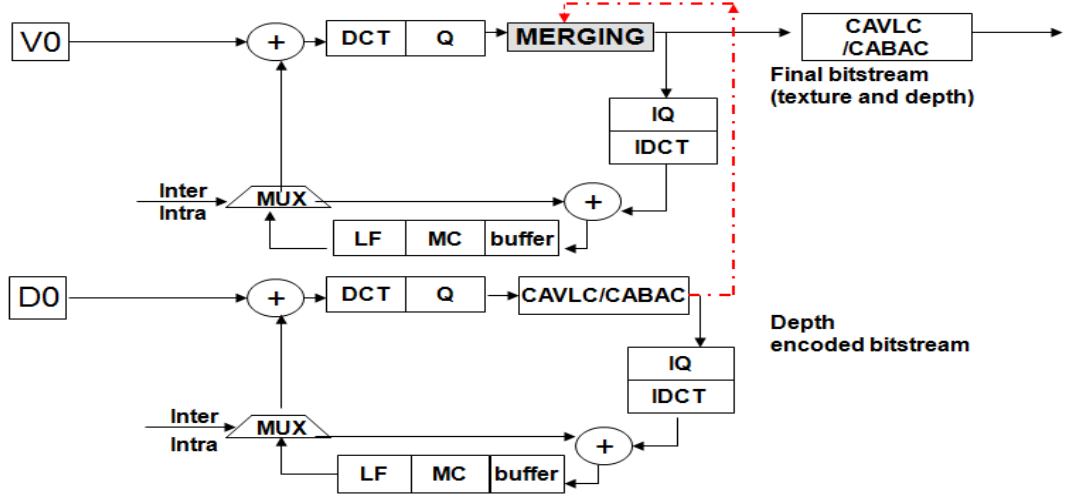 V0
+
DCT
Q
MERGING
CAVLC
/CABAC
Final bitstream
(texture and depth)
IQ
IDCT
Inter
Intra
MUX
+
LF
MC
buffer
D0
+
DCT
Q
CAVLC/CABAC
Depth
encoded bitstream
IQ
IDCT
Inter
Intra
MUX
+
LF
MC
buffer